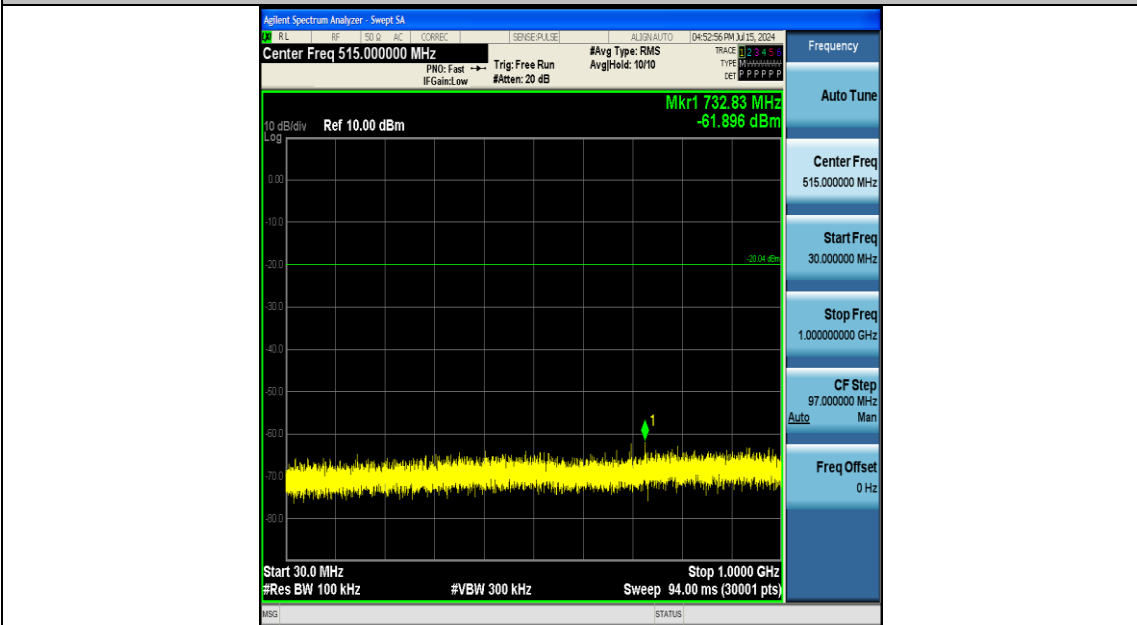 Agilent Spectrum Analyzer - Swept SA
RL RF 50 Ω AC CORREC SENSE:PULSE ALIGN AUTO 04:52:56 PM Jul 15, 2024
Center Freq 515.000000 MHz
PNO: Fast
IFGain:Low
Trig: Free Run
#Atten: 20 dB
#Avg Type: RMS
Avg|Hold: 10/10
TRACE 1 2 3 4 5 6
TYPE
DET P P P P P P
Mkr1 732.83 MHz
-61.896 dBm
10 dB/div Ref 10.00 dBm
Log
0.00
-10.0
-20.0
-20.04 dBm
-30.0
-40.0
-50.0
-60.0
1
-70.0
-80.0
Start 30.0 MHz Stop 1.0000 GHz
#Res BW 100 kHz #VBW 300 kHz Sweep 94.00 ms (30001 pts)
MSG STATUS
Frequency
Auto Tune
Center Freq
515.000000 MHz
Start Freq
30.000000 MHz
Stop Freq
1.000000000 GHz
CF Step
97.000000 MHz
Auto Man
Freq Offset
0 Hz